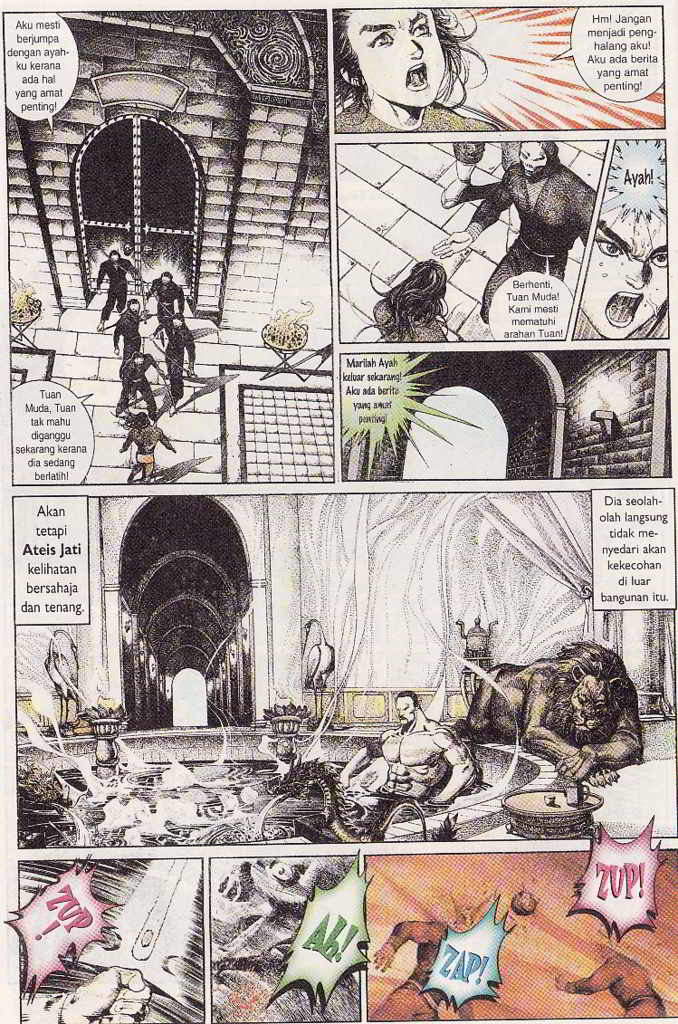 Aku mesti
berjumpa
dengan ayah-
ku kerana
ada hal
yang amat
penting!
Tuan
Muda, Tuan
tak mahu
diganggu
sekarang kerana
dia sedang
berlatih!
Hm! Jangan
menjadi peng-
halang aku!
Aku ada berita
yang amat
penting!
Berhenti,
Tuan Muda!
Kami mesti
mematuhi
arahan Tuan!
Ayah!
Marilah Ayah
keluar sekarang!
Aku ada berita
yang amat
penting!
Akan
tetapi
Ateis Jati
kelihatan
bersahaja
dan tenang.
Dia seolah-
olah langsung
tidak me-
nyedari akan
kekecohan
di luar
bangunan itu.
ZUP
!
Ah!
ZAP!
ZUP!